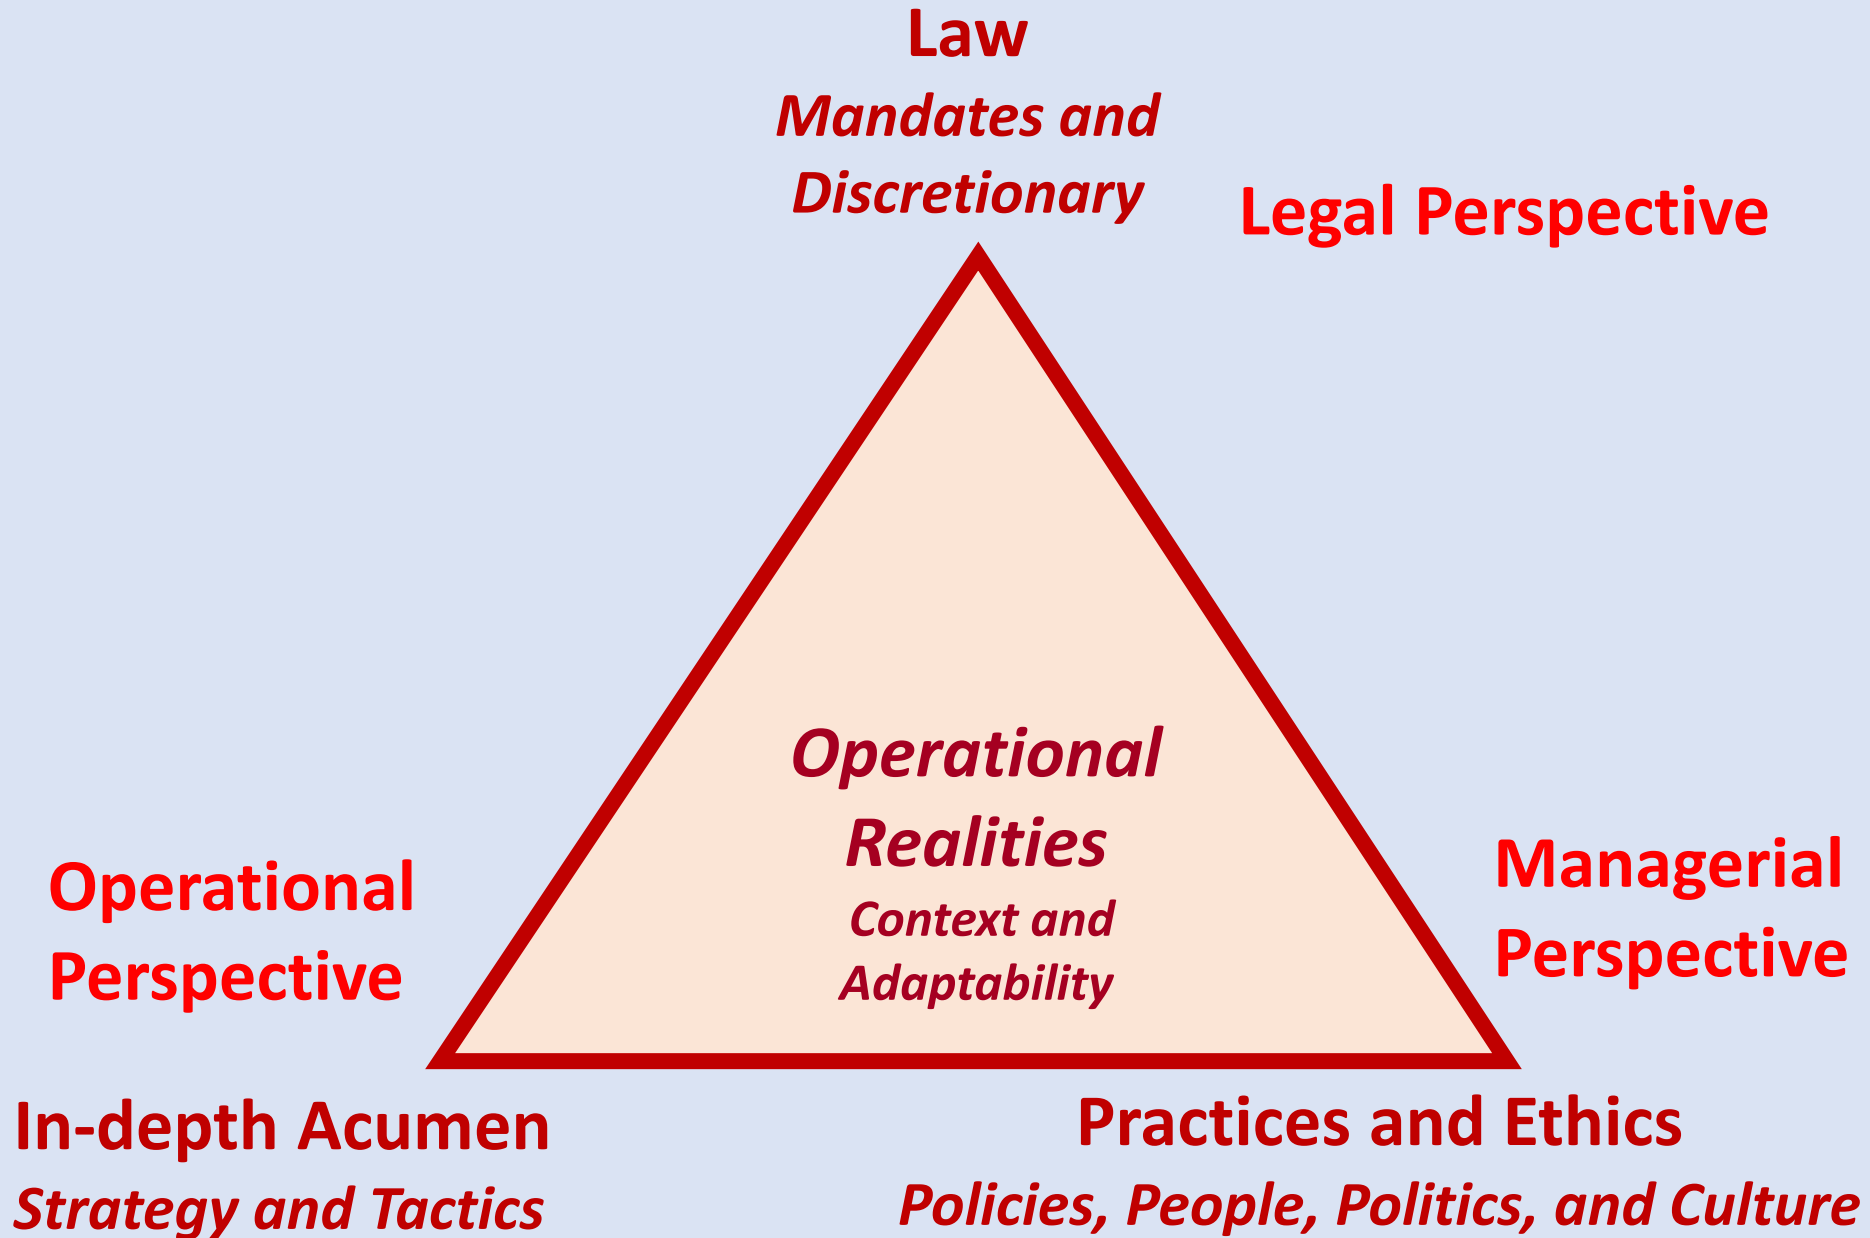 Law
Mandates and
Discretionary
Legal Perspective
Operational
Realities
Context and
Adaptability
Operational
Perspective
Managerial
Perspective
In-depth Acumen
Strategy and Tactics
Practices and Ethics
Policies, People, Politics, and Culture